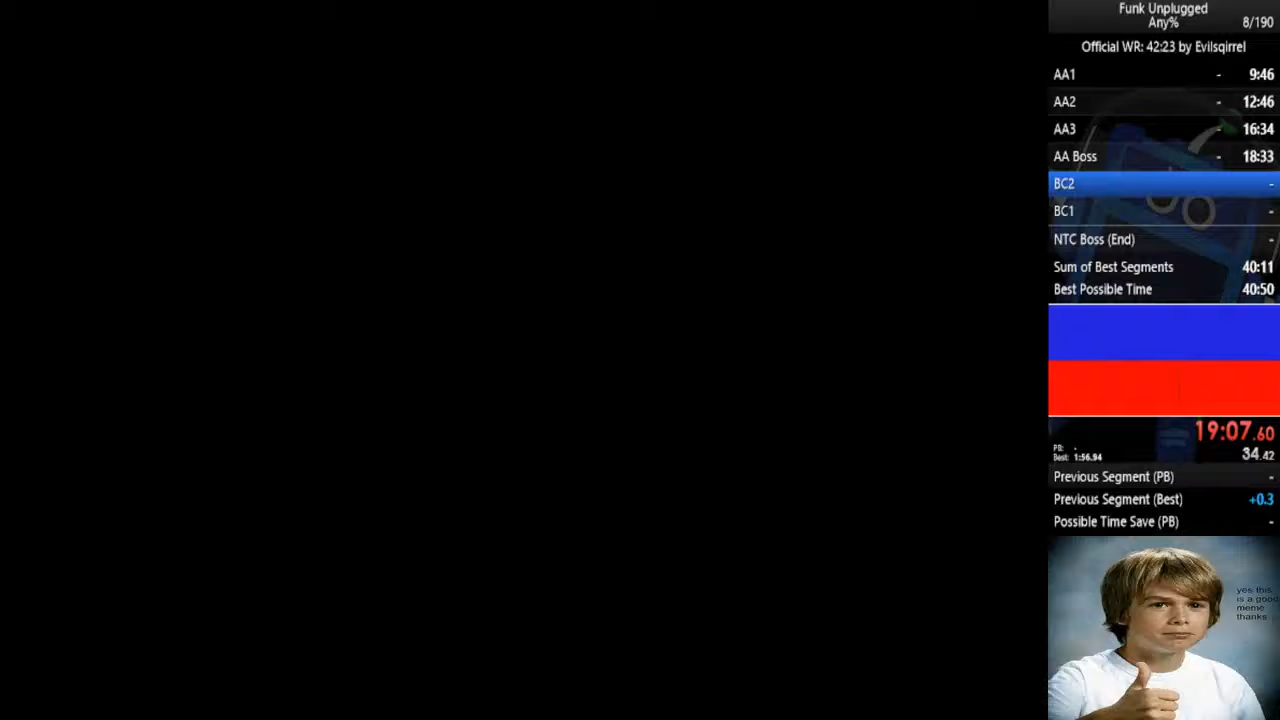 Funk Unplugged
Any% 8/190
Official WR: 42:23 by Evilsqirrel
AA1 - 9:46
AA2 - 12:46
AA3 - 16:34
AA Boss - 18:33
BC2 -
BC1 -
NTC Boss (End) -
Sum of Best Segments 40:11
Best Possible Time 40:50
19:07.60
PB: -
Best: 1:56.94 34.42
Previous Segment (PB) -
Previous Segment (Best) +0.3
Possible Time Save (PB) -
yes this
is a good
meme
thanks